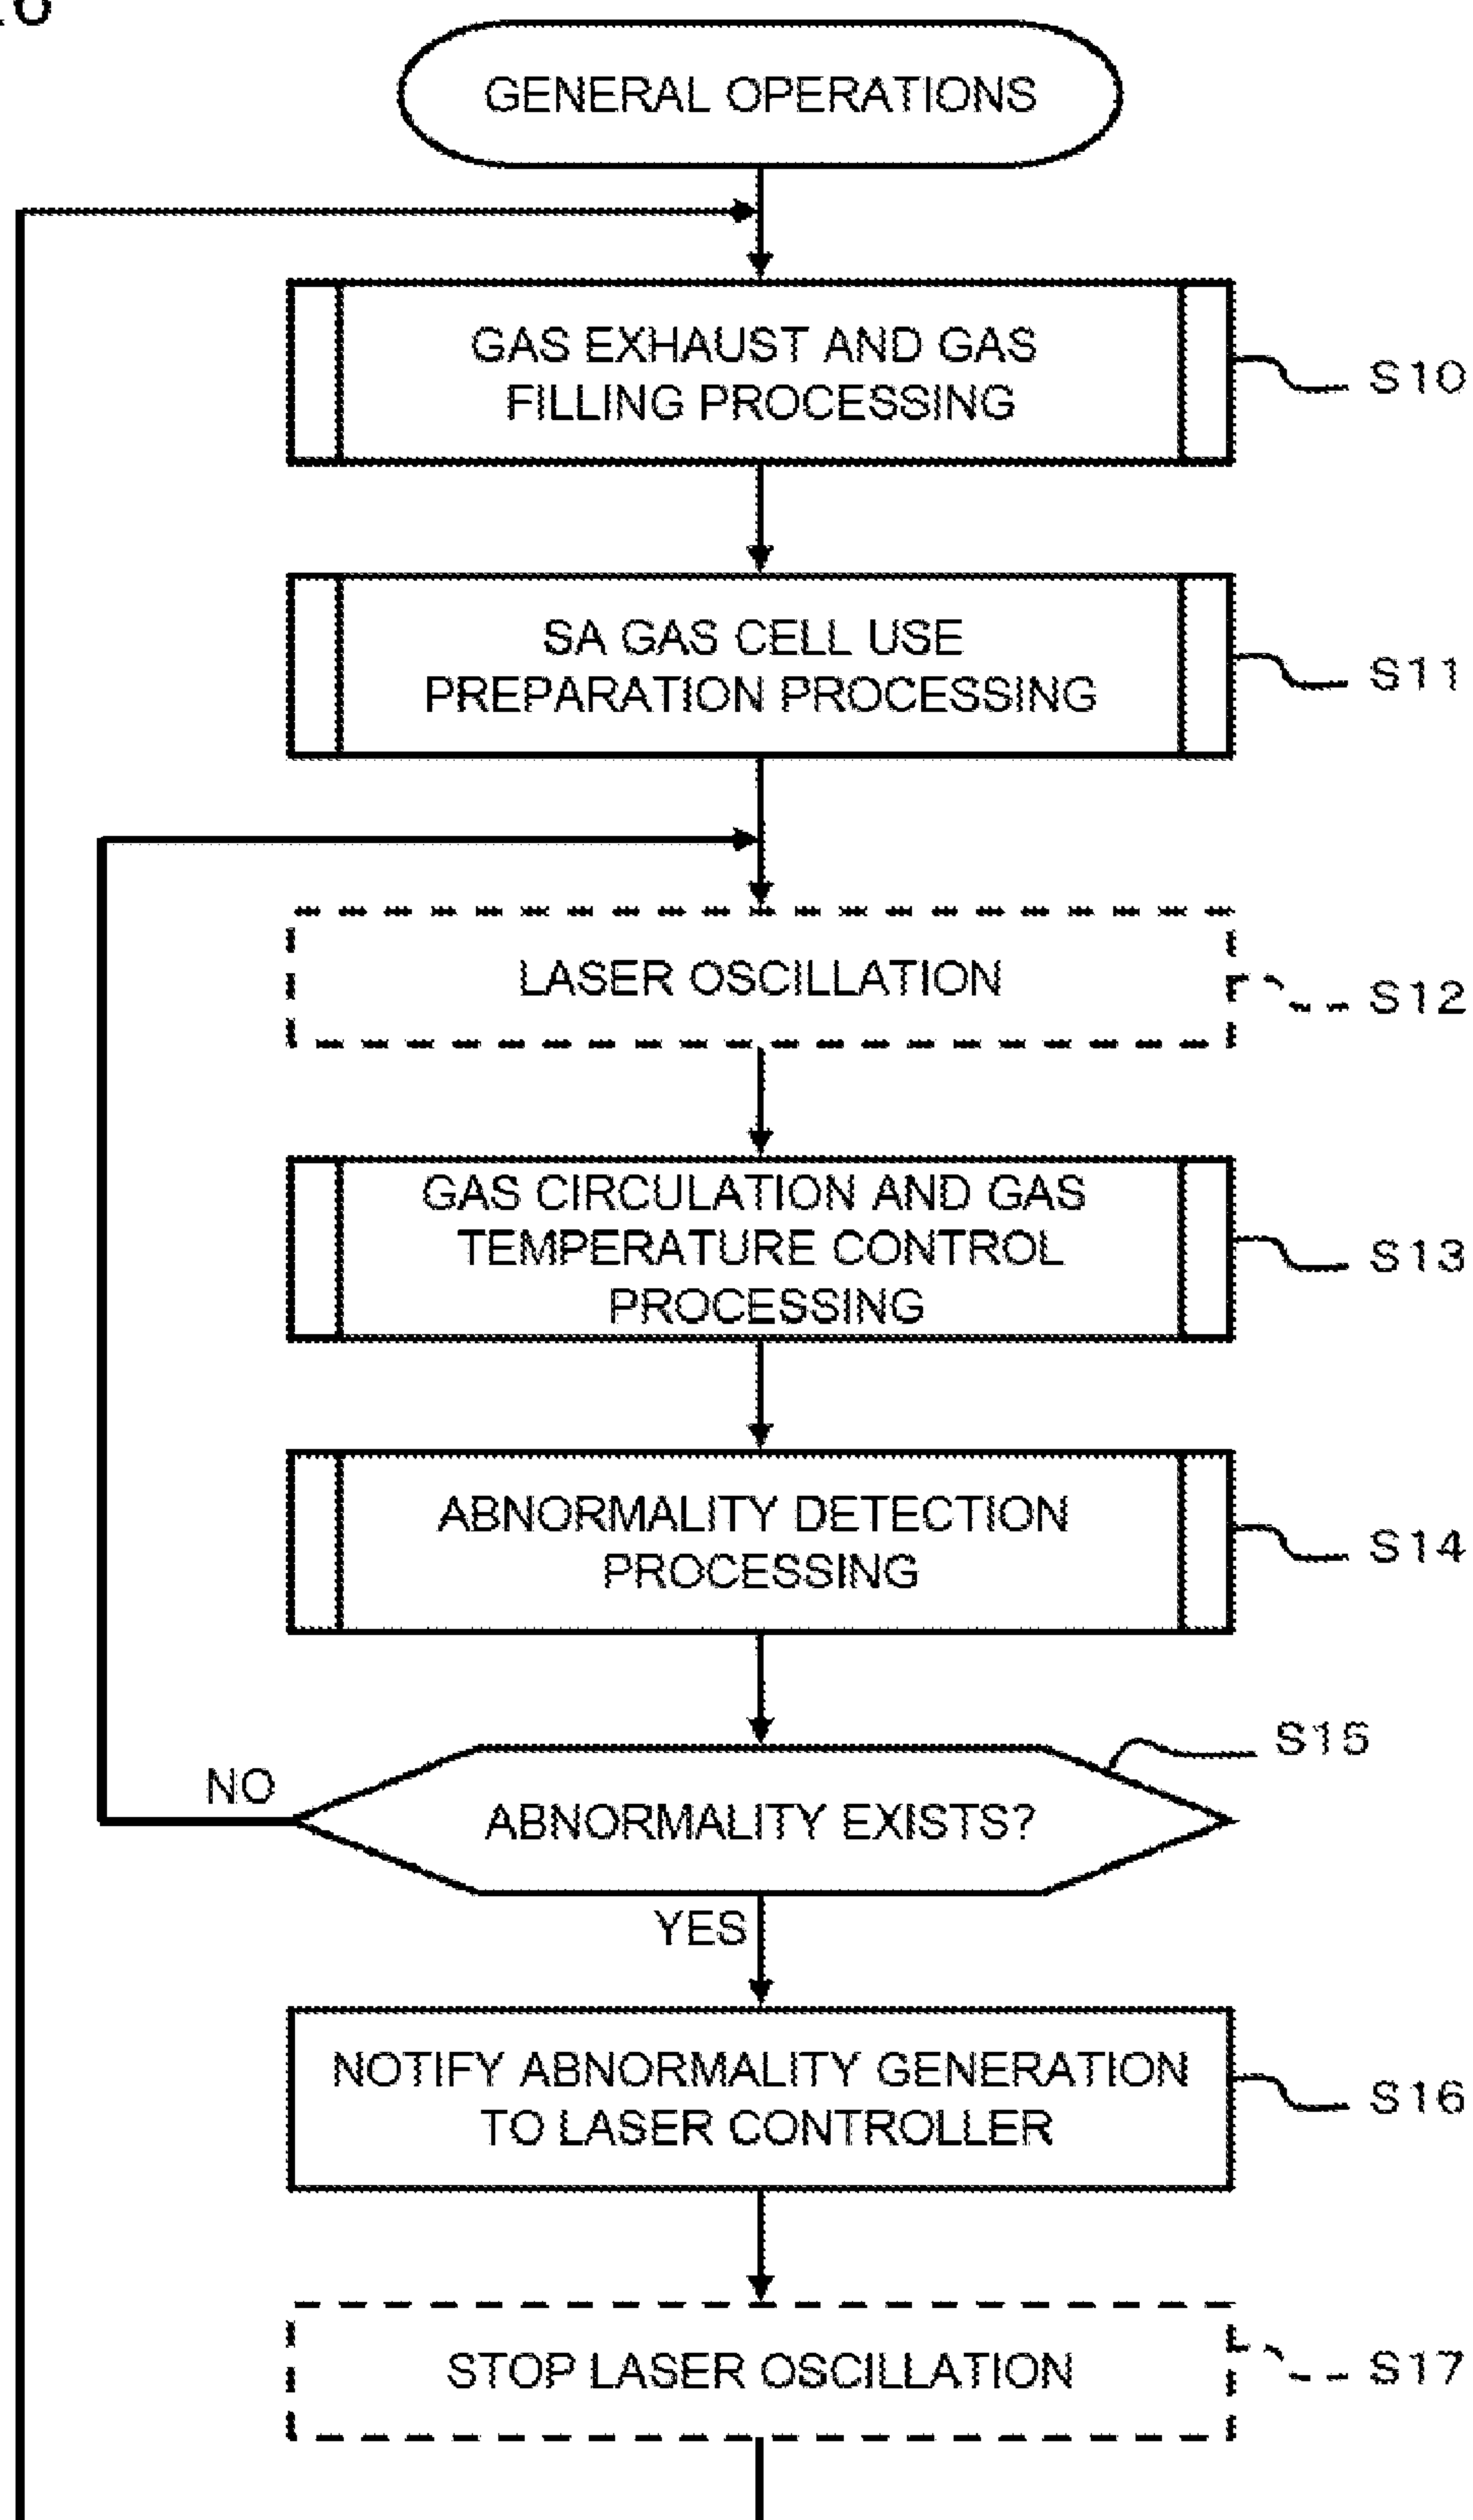 GENERAL OPERATIONS
GAS EXHAUST AND GAS
FILLING PROCESSING
S10
SA GAS CELL USE
PREPARATION PROCESSING
S11
LASER OSCILLATION
S12
GAS CIRCULATION AND GAS
TEMPERATURE CONTROL
PROCESSING
S13
ABNORMALITY DETECTION
PROCESSING
S14
S15
NO
ABNORMALITY EXISTS?
YES
NOTIFY ABNORMALITY GENERATION
TO LASER CONTROLLER
S16
STOP LASER OSCILLATION
S17